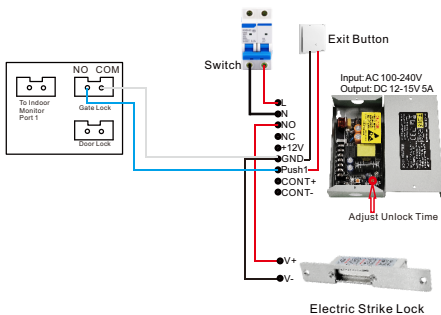 Exit Button
Switch
NO COM
To Indoor
Monitor
Port 1
Gate Lock
Door Lock
Input: AC 100-240V
Output: DC 12-15V 5A
L
N
NO
NC
+12V
GND
Push1
CONT+
CONT-
Adjust Unlock Time
V+
V-
Electric Strike Lock